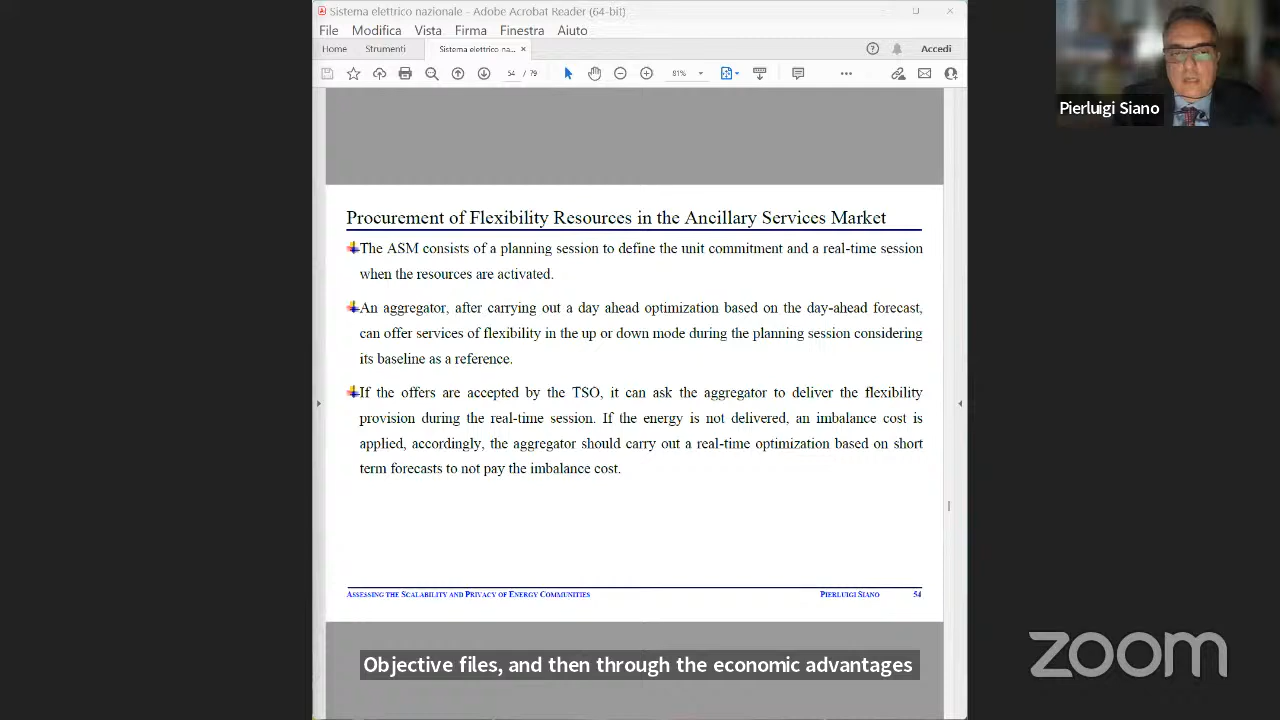 Sistema elettrico nazionale - Adobe Acrobat Reader (64-bit)
File Modifica Vista Firma Finestra Aiuto
Home Strumenti Sistema elettrico na... × Accedi
54 / 79 81%
Pierluigi Siano
Procurement of Flexibility Resources in the Ancillary Services Market
The ASM consists of a planning session to define the unit commitment and a real-time session
when the resources are activated.
An aggregator, after carrying out a day ahead optimization based on the day-ahead forecast,
can offer services of flexibility in the up or down mode during the planning session considering
its baseline as a reference.
If the offers are accepted by the TSO, it can ask the aggregator to deliver the flexibility
provision during the real-time session. If the energy is not delivered, an imbalance cost is
applied, accordingly, the aggregator should carry out a real-time optimization based on short
term forecasts to not pay the imbalance cost.
ASSESSING THE SCALABILITY AND PRIVACY OF ENERGY COMMUNITIES PIERLUIGI SIANO 54
Objective files, and then through the economic advantages
zoom